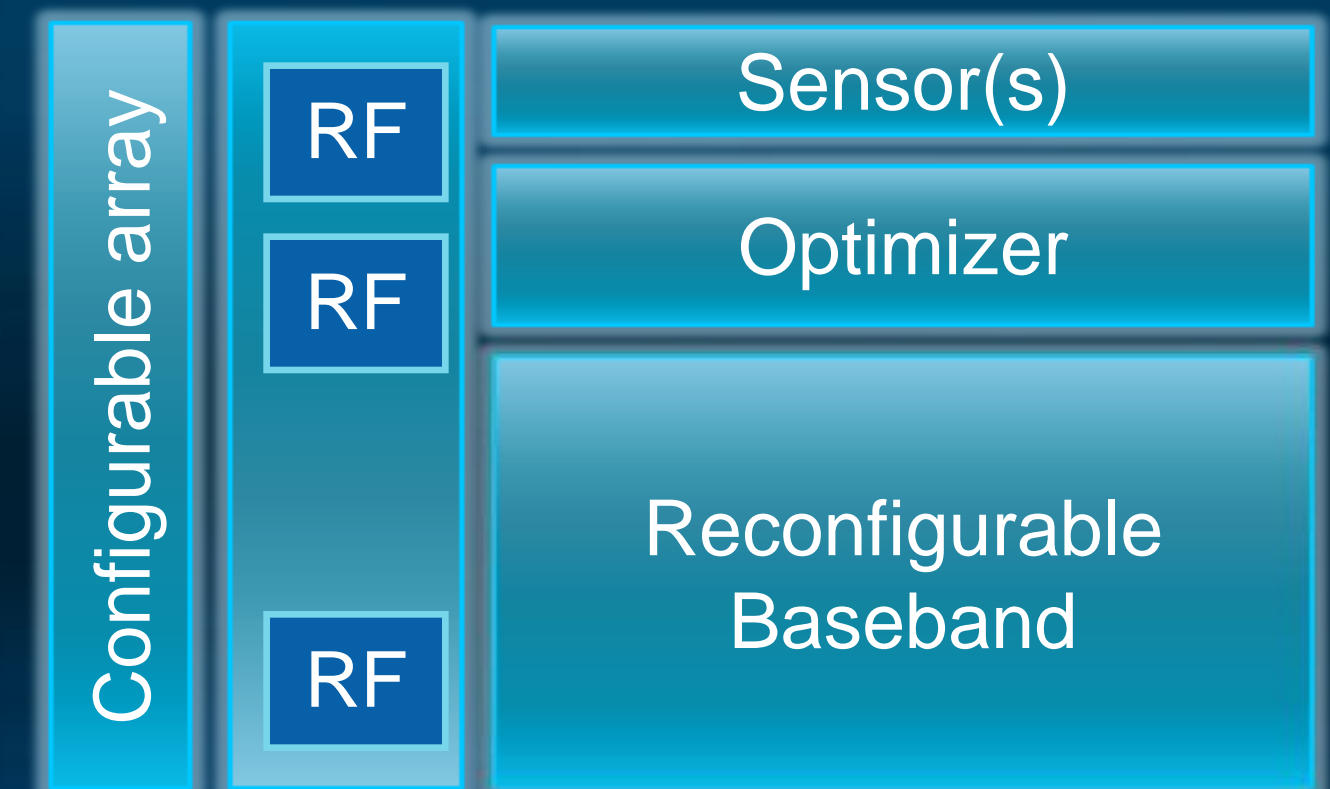 Configurable array
RF
RF
RF
Sensor(s)
Optimizer
Reconfigurable
Baseband